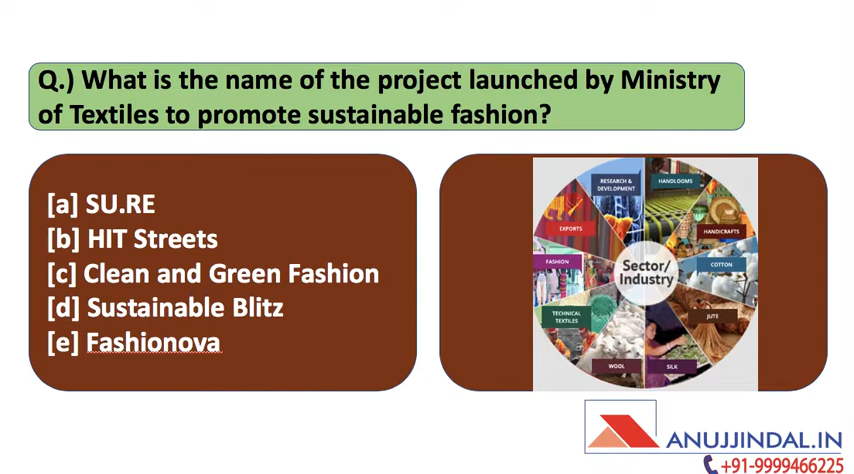 Q.) What is the name of the project launched by Ministry
of Textiles to promote sustainable fashion?
[a] SU.RE
[b] HIT Streets
[c] Clean and Green Fashion
[d] Sustainable Blitz
[e] Fashionova
RESEARCH &
DEVELOPMENT
HANDLOOMS
EXPORTS
HANDICRAFTS
FASHION
Sector/
Industry
COTTON
TECHNICAL
TEXTILES
JUTE
WOOL
SILK
ANUJJINDAL.IN
+91-9999466225